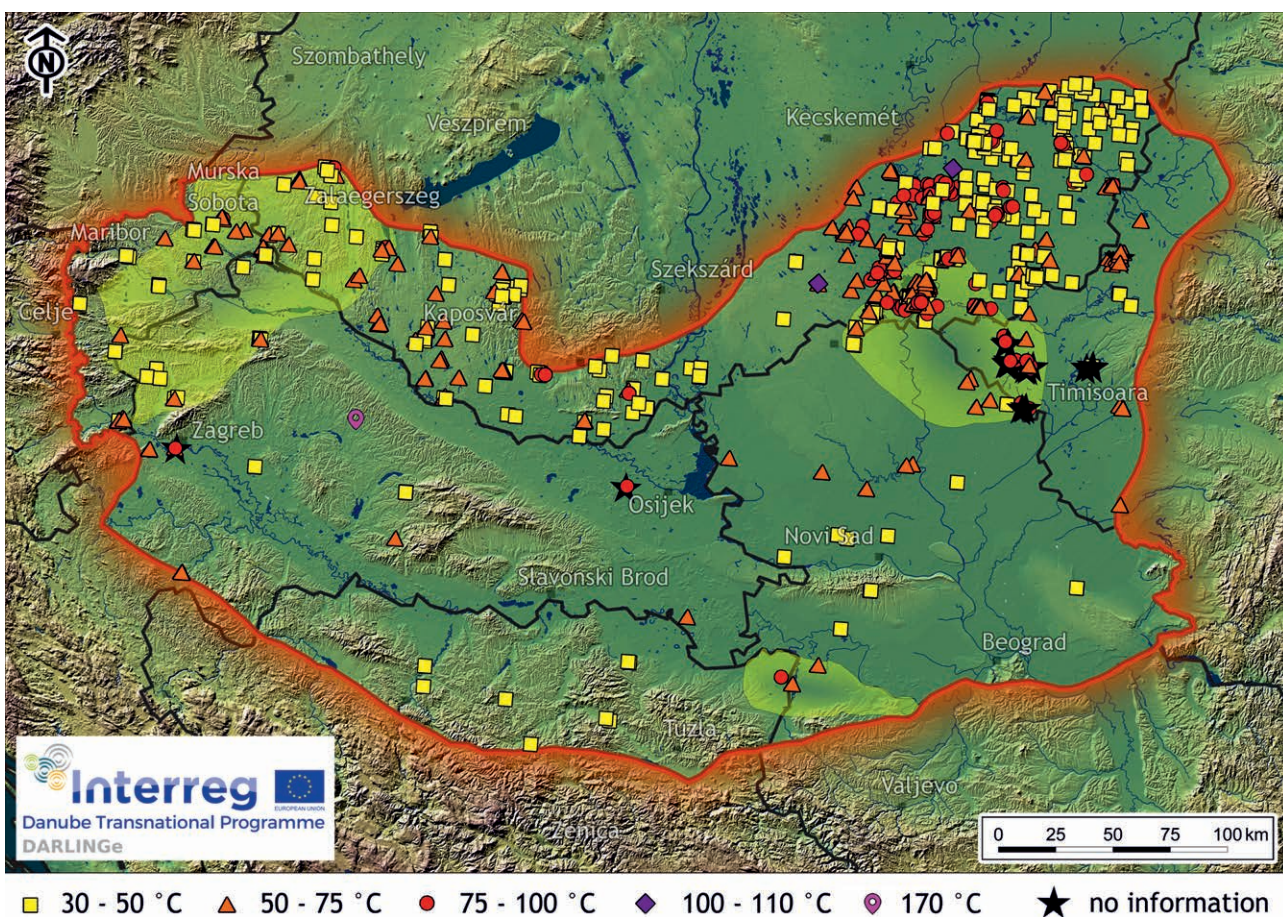 N
Szombathely
Veszprem
Kecskemét
Murska
Sobota
Zalaegerszeg
Maribor
Szekszárd
Celje
Kaposvár
Timisoara
Zagreb
Osijek
Novi Sad
Slavonski Brod
Beograd
Tuzla
Valjevo
Zenica
Interreg
EUROPEAN UNION
Danube Transnational Programme
DARLINGe
0 25 50 75 100 km
30 - 50 °C 50 - 75 °C 75 - 100 °C 100 - 110 °C 170 °C no information